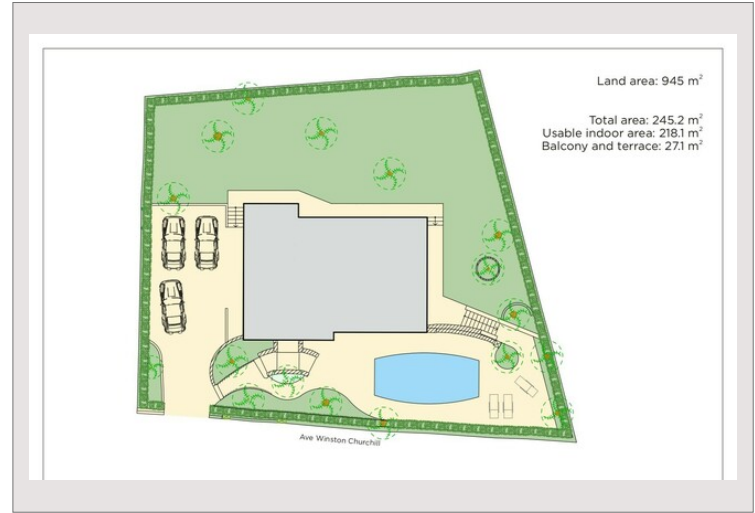 Land area: 945 m²
Total area: 245.2 m²
Usable indoor area: 218.1 m²
Balcony and terrace: 27.1 m²
Ave Winston Churchill